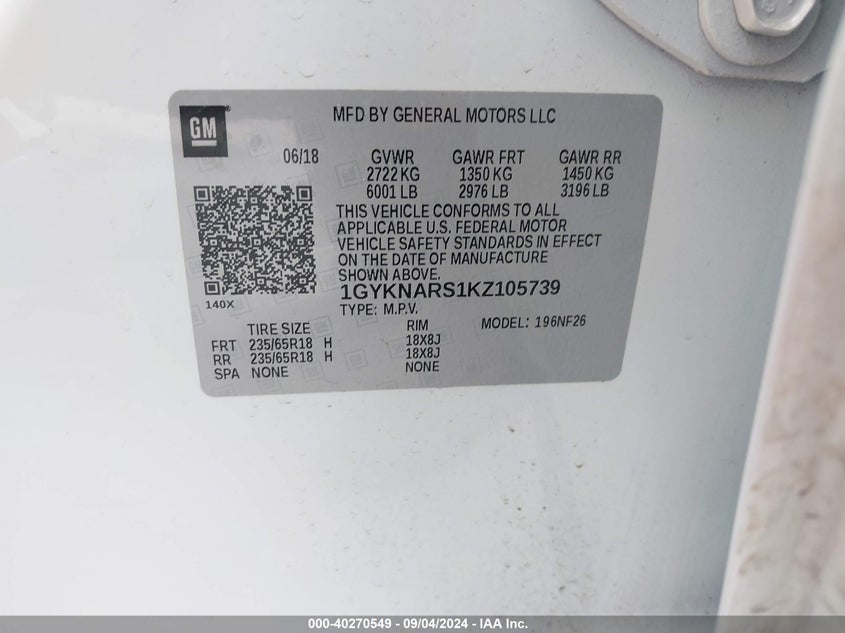 GM
MFD BY GENERAL MOTORS LLC
06/18 GVWR GAWR FRT GAWR RR
2722 KG 1350 KG 1450 KG
6001 LB 2976 LB 3196 LB
THIS VEHICLE CONFORMS TO ALL
APPLICABLE U.S. FEDERAL MOTOR
VEHICLE SAFETY STANDARDS IN EFFECT
ON THE DATE OF MANUFACTURE
SHOWN ABOVE.
140X
1GYKNARS1KZ105739
TYPE: M.P.V.
TIRE SIZE RIM MODEL: 196NF26
FRT 235/65R18 H 18X8J
RR 235/65R18 H 18X8J
SPA NONE NONE
000-40270549 - 09/04/2024 - IAA Inc.